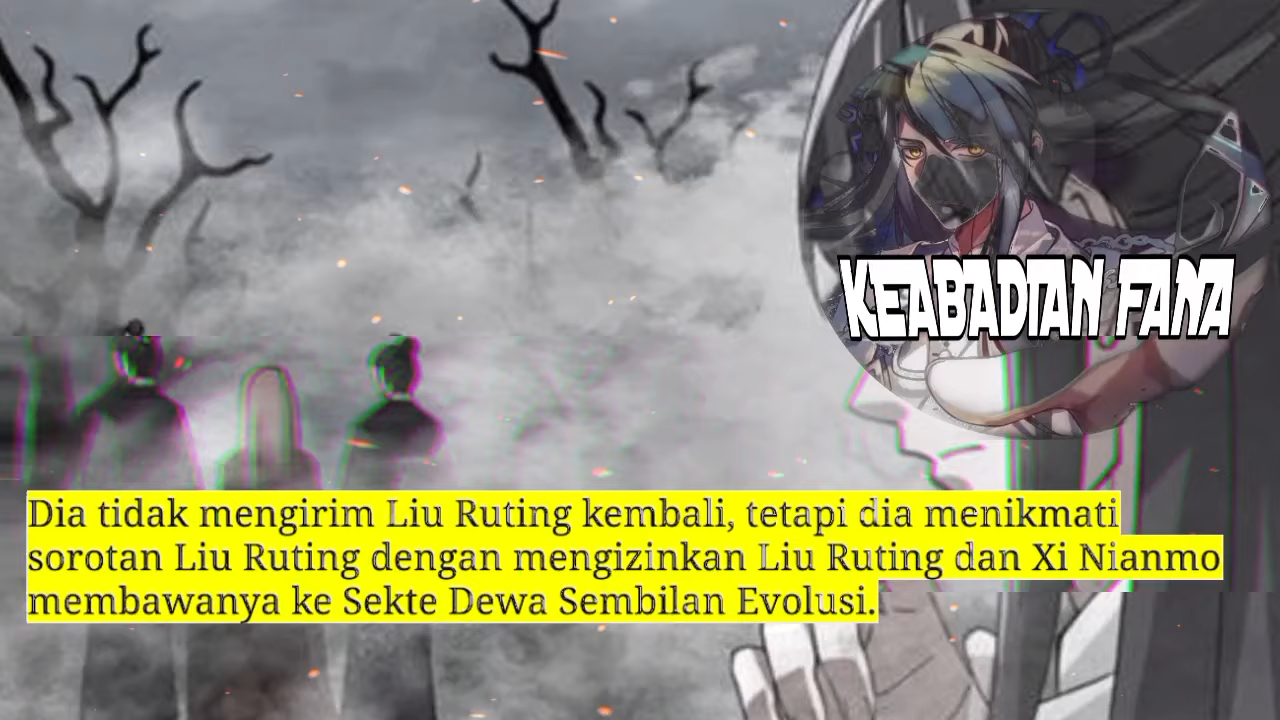 KEABADIAN FANA
Dia tidak mengirim Liu Ruting kembali, tetapi dia menikmati
sorotan Liu Ruting dengan mengizinkan Liu Ruting dan Xi Nianmo
membawanya ke Sekte Dewa Sembilan Evolusi.